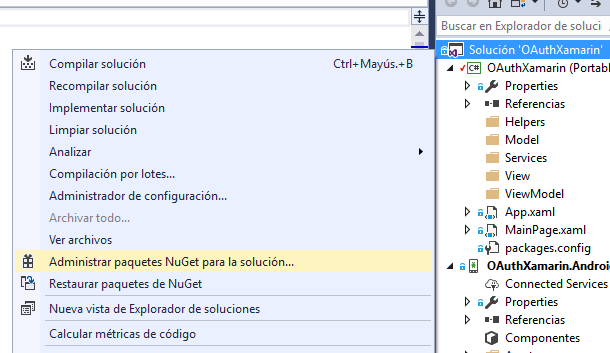 Compilar solución Ctrl+Mayús.+B
Recompilar solución
Implementar solución
Limpiar solución
Analizar
Compilación por lotes...
Administrador de configuración...
Archivar todo...
Ver archivos
Administrar paquetes NuGet para la solución...
Restaurar paquetes de NuGet
Nueva vista de Explorador de soluciones
Calcular métricas de código
Buscar en Explorador de soluci
Solución 'OAuthXamarin'
C# OAuthXamarin (Portabl
Properties
Referencias
Helpers
Model
Services
View
ViewModel
App.xaml
MainPage.xaml
packages.config
OAuthXamarin.Androi
Connected Services
Properties
Referencias
Componentes